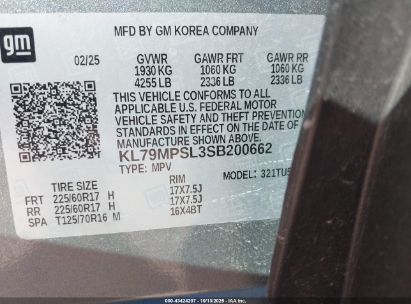 gm
MFD BY GM KOREA COMPANY
02/25 GVWR GAWR FRT GAWR RR
1930 KG 1060 KG 1060 KG
4255 LB 2336 LB 2336 LB
THIS VEHICLE CONFORMS TO ALL
APPLICABLE U.S. FEDERAL MOTOR
VEHICLE SAFETY AND THEFT PREVENTION
STANDARDS IN EFFECT ON THE DATE OF
MANUFACTURE SHOWN ABOVE.
KL79MPSL3SB200662
TYPE: MPV MODEL: 321TU5
TIRE SIZE RIM
FRT 225/60R17 H 17X7.5J
RR 225/60R17 H 17X7.5J
SPA T125/70R16 M 16X4BT